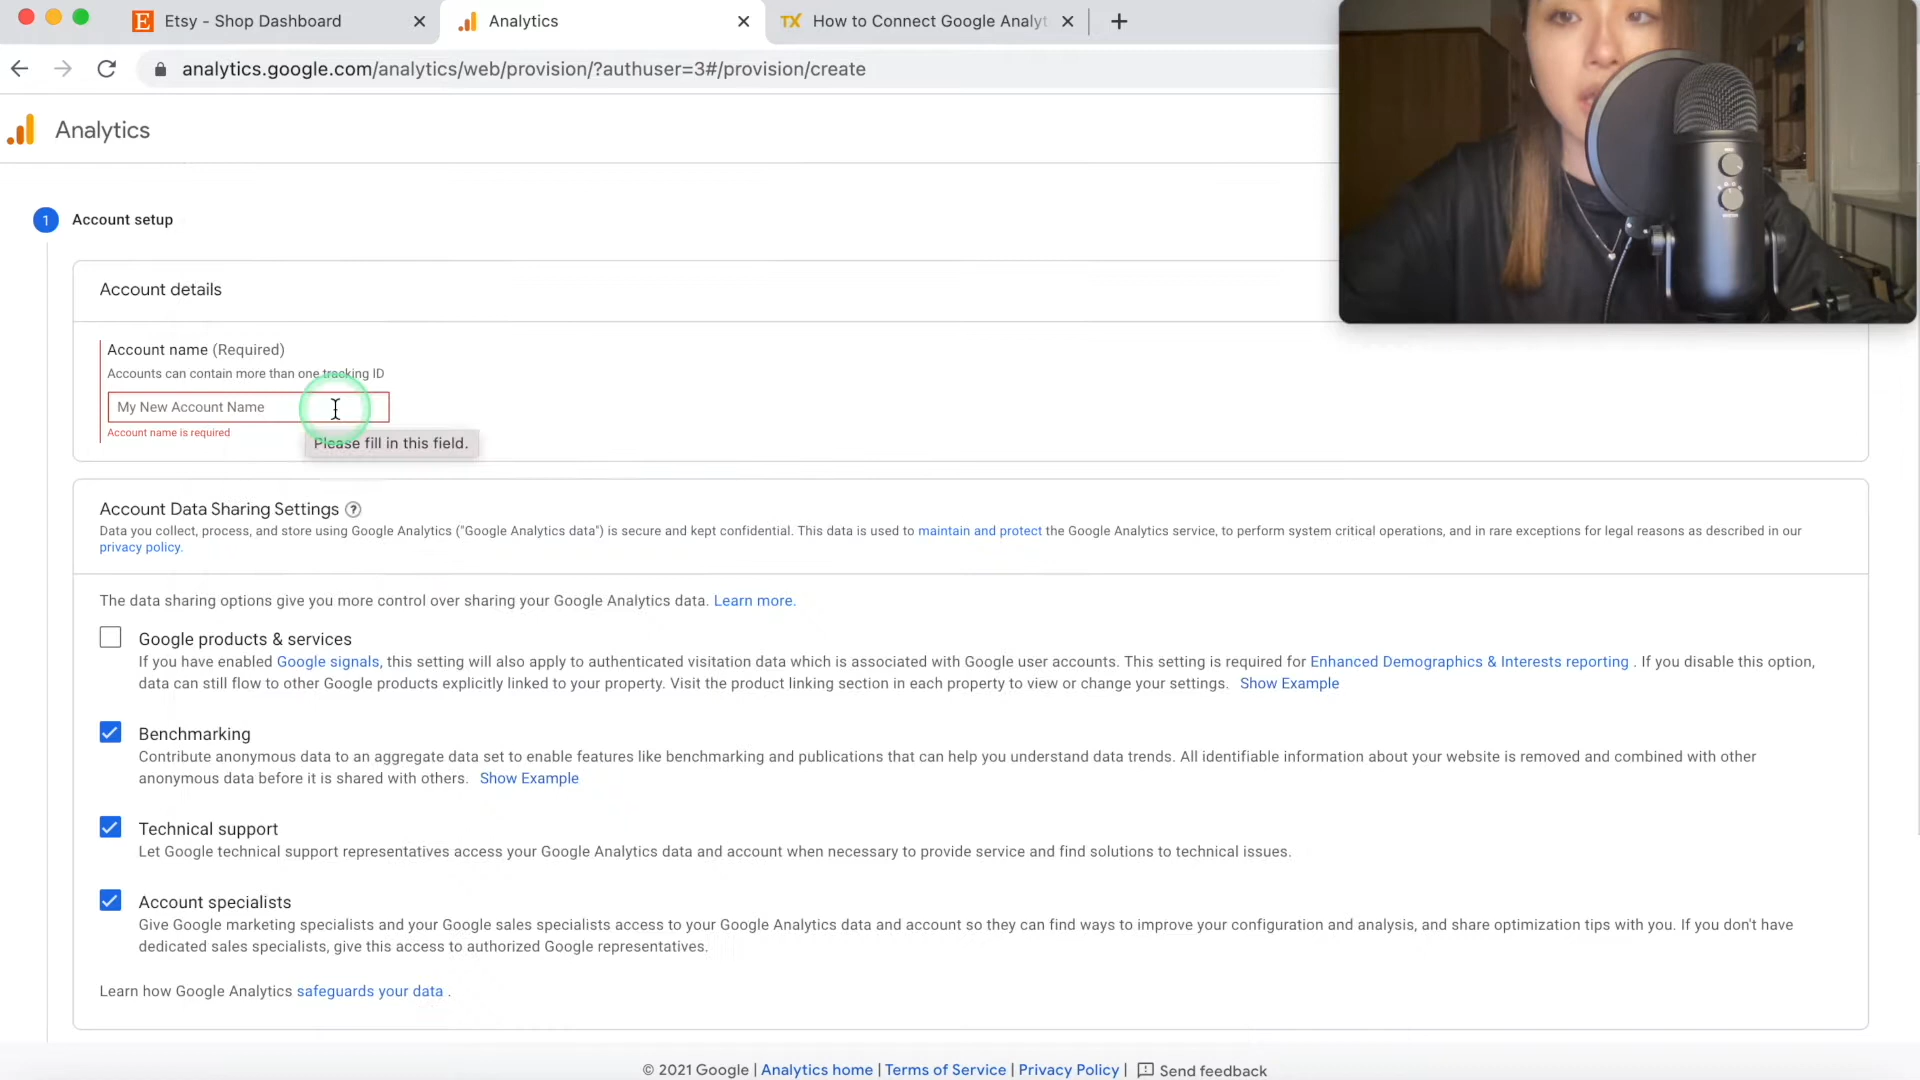 Etsy - Shop Dashboard
Analytics
TX How to Connect Google Analyt
analytics.google.com/analytics/web/provision/?authuser=3#/provision/create
Analytics
1 Account setup
Account details
Account name (Required)
Accounts can contain more than one tracking ID
My New Account Name
Account name is required
Please fill in this field.
Account Data Sharing Settings ?
Data you collect, process, and store using Google Analytics ("Google Analytics data") is secure and kept confidential. This data is used to maintain and protect the Google Analytics service, to perform system critical operations, and in rare exceptions for legal reasons as described in our
privacy policy.
The data sharing options give you more control over sharing your Google Analytics data. Learn more.
Google products & services
If you have enabled Google signals, this setting will also apply to authenticated visitation data which is associated with Google user accounts. This setting is required for Enhanced Demographics & Interests reporting . If you disable this option,
data can still flow to other Google products explicitly linked to your property. Visit the product linking section in each property to view or change your settings. Show Example
Benchmarking
Contribute anonymous data to an aggregate data set to enable features like benchmarking and publications that can help you understand data trends. All identifiable information about your website is removed and combined with other
anonymous data before it is shared with others. Show Example
Technical support
Let Google technical support representatives access your Google Analytics data and account when necessary to provide service and find solutions to technical issues.
Account specialists
Give Google marketing specialists and your Google sales specialists access to your Google Analytics data and account so they can find ways to improve your configuration and analysis, and share optimization tips with you. If you don't have
dedicated sales specialists, give this access to authorized Google representatives.
Learn how Google Analytics safeguards your data .
© 2021 Google | Analytics home | Terms of Service | Privacy Policy | Send feedback